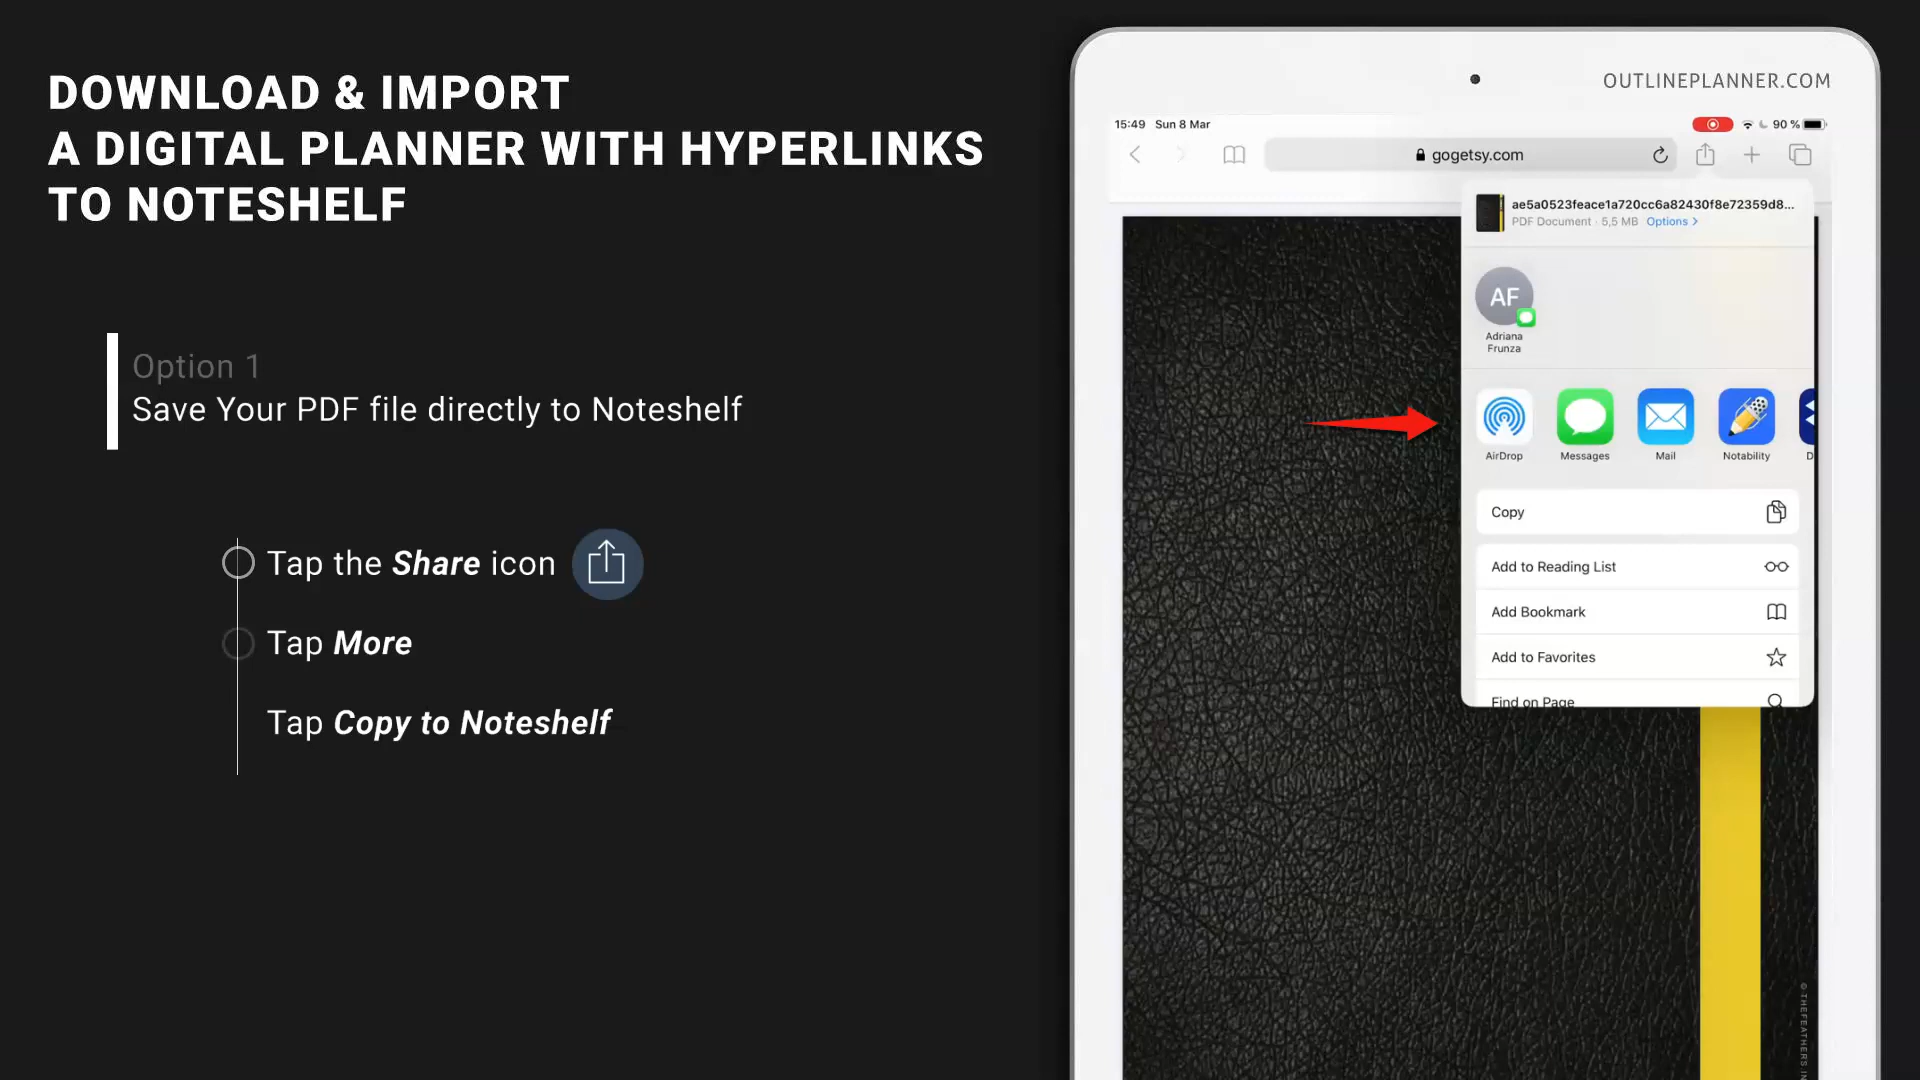 DOWNLOAD & IMPORT
A DIGITAL PLANNER WITH HYPERLINKS
TO NOTESHELF
Option 1
Save Your PDF file directly to Noteshelf
Tap the Share icon
Tap More
Tap Copy to Noteshelf
OUTLINEPLANNER.COM
15:49 Sun 8 Mar
90 %
gogetsy.com
ae5a0523feace1a720cc6a82430f8e72359d8...
PDF Document · 5,5 MB Options >
AF
Adriana
Frunza
AirDrop
Messages
Mail
Notability
D
Copy
Add to Reading List
Add Bookmark
Add to Favorites
Find on Page
© THEFEATHERS.IN